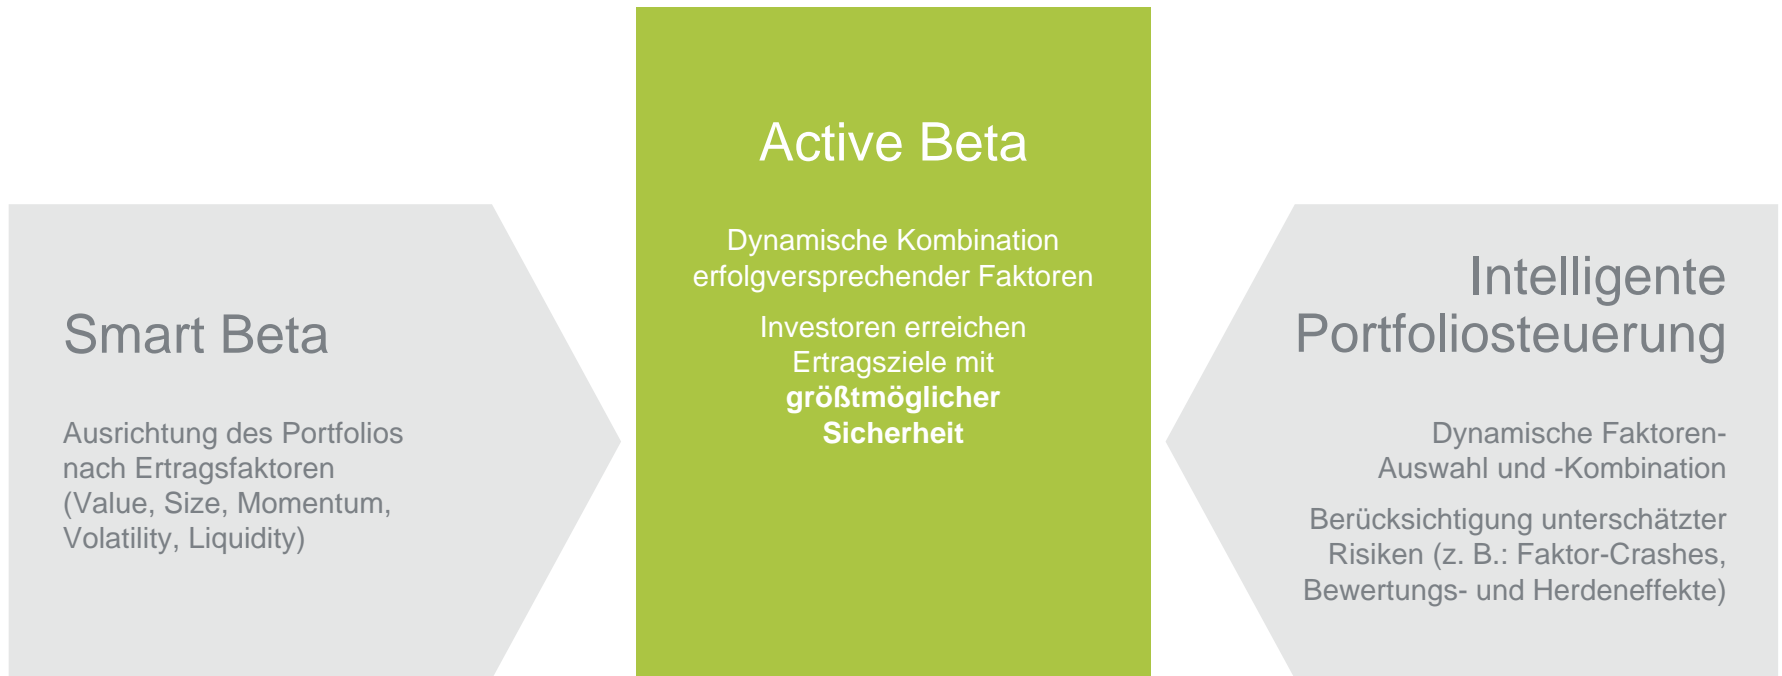 Smart Beta
Ausrichtung des Portfolios
nach Ertragsfaktoren
(Value, Size, Momentum,
Volatility, Liquidity)
Active Beta
Dynamische Kombination
erfolgversprechender Faktoren
Investoren erreichen
Ertragsziele mit
größtmöglicher
Sicherheit
Intelligente
Portfoliosteuerung
Dynamische Faktoren-
Auswahl und -Kombination
Berücksichtigung unterschätzter
Risiken (z. B.: Faktor-Crashes,
Bewertungs- und Herdeneffekte)